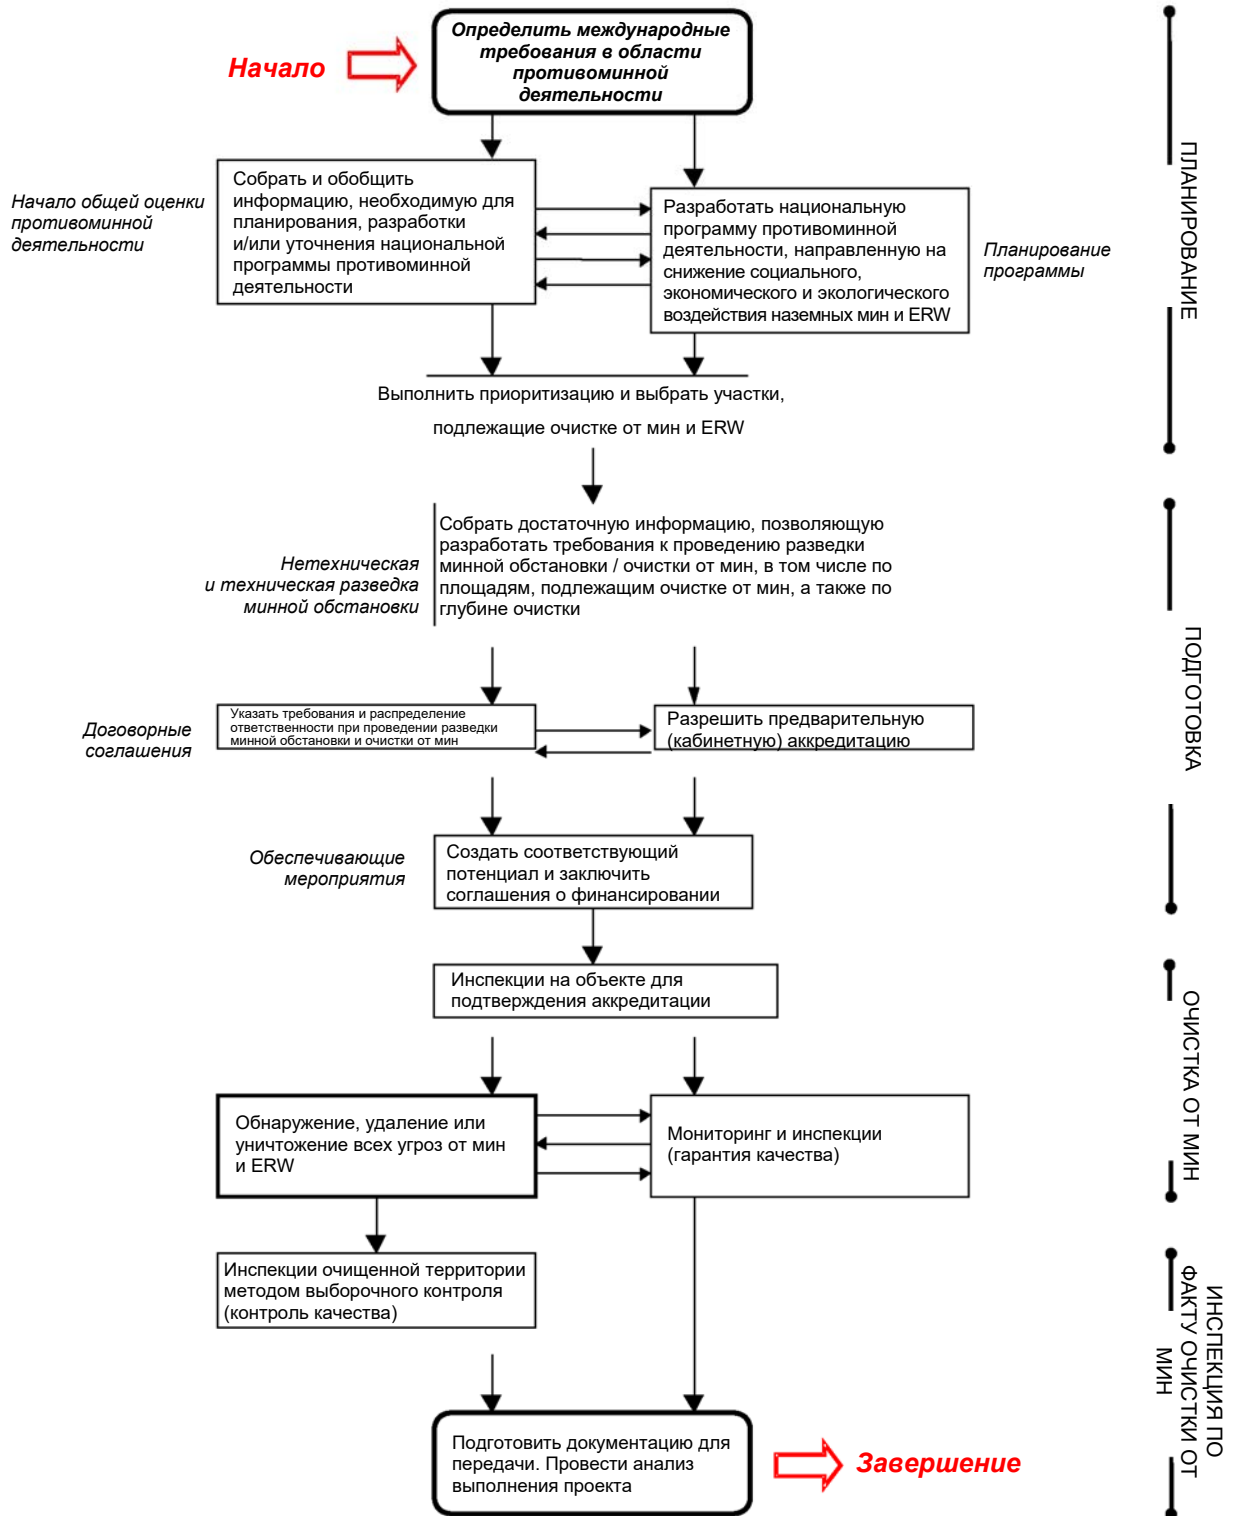 Определить международные
требования в области
противоминной
деятельности
Начало
Начало общей оценки
противоминной
деятельности
Собрать и обобщить
информацию, необходимую для
планирования, разработки
и/или уточнения национальной
программы противоминной
деятельности
Разработать национальную
программу противоминной
деятельности, направленную на
снижение социального,
экономического и экологического
воздействия наземных мин и ERW
Планирование
программы
ПЛАНИРОВАНИЕ
Выполнить приоритизацию и выбрать участки,
подлежащие очистке от мин и ERW
Нетехническая
и техническая разведка
минной обстановки
Собрать достаточную информацию, позволяющую
разработать требования к проведению разведки
минной обстановки / очистки от мин, в том числе по
площадям, подлежащим очистке от мин, а также по
глубине очистки
ПОДГОТОВКА
Договорные
соглашения
Указать требования и распределение
ответственности при проведении разведки
минной обстановки и очистки от мин
Разрешить предварительную
(кабинетную) аккредитацию
Обеспечивающие
мероприятия
Создать соответствующий
потенциал и заключить
соглашения о финансировании
Инспекции на объекте для
подтверждения аккредитации
ОЧИСТКА ОТ МИН
Обнаружение, удаление или
уничтожение всех угроз от мин
и ERW
Мониторинг и инспекции
(гарантия качества)
Инспекции очищенной территории
методом выборочного контроля
(контроль качества)
ИНСПЕКЦИЯ ПО
ФАКТУ ОЧИСТКИ ОТ
МИН
Подготовить документацию для
передачи. Провести анализ
выполнения проекта
Завершение